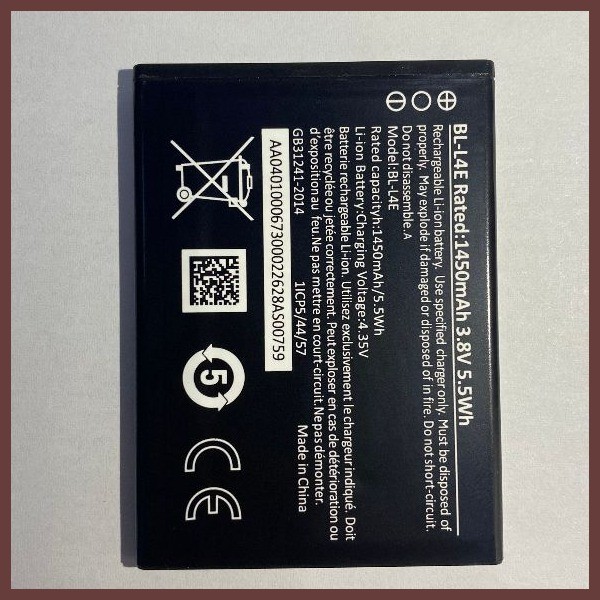 BL-L4E Rated:1450mAh 3.8V 5.5Wh
Rechargeable Li-ion battery. Use specified charger only. Must be disposed of
properly. May explode if damaged or disposed of in fire. Do not short-circuit.
Do not disassemble.A
Model:BL-L4E
Rated capacityh:1450mAh/5.5Wh
Li-ion Battery:Charging Voltage:4.35V
Batterie rechargeable Li-ion. Utilisez exclusivement le chargeur indiqué. Doit
être recyclée ou jetée correctement. Peut exploser en cas de détérioration ou
d'exposition au feu.Ne pas mettre en court-circuit.Ne pas démonter.
GB31241-2014 1ICP5/44/57 Made in China
AA040100067300022628AS00759
5
CE